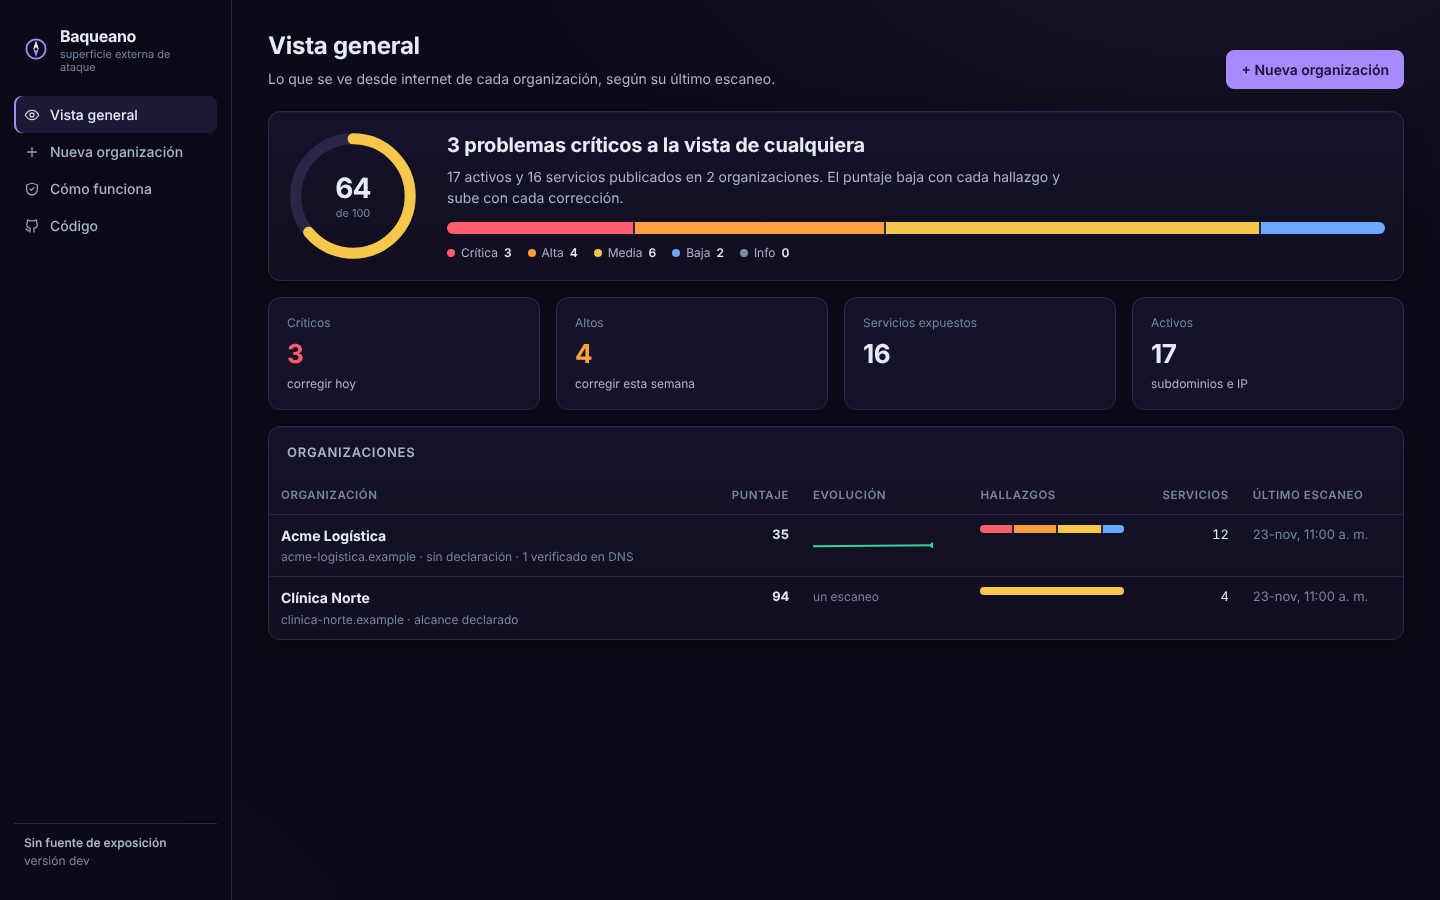 Baqueano
superficie externa de
ataque
Vista general
Nueva organización
Cómo funciona
Código
Sin fuente de exposición
versión dev
Vista general
Lo que se ve desde internet de cada organización, según su último escaneo.
+ Nueva organización
64
de 100
3 problemas críticos a la vista de cualquiera
17 activos y 16 servicios publicados en 2 organizaciones. El puntaje baja con cada hallazgo y
sube con cada corrección.
Crítica 3 Alta 4 Media 6 Baja 2 Info 0
Críticos
3
corregir hoy
Altos
4
corregir esta semana
Servicios expuestos
16
Activos
17
subdominios e IP
ORGANIZACIONES
ORGANIZACIÓN PUNTAJE EVOLUCIÓN HALLAZGOS SERVICIOS ÚLTIMO ESCANEO
Acme Logística 35 12 23-nov, 11:00 a. m.
acme-logistica.example · sin declaración · 1 verificado en DNS
Clínica Norte 94 un escaneo 4 23-nov, 11:00 a. m.
clinica-norte.example · alcance declarado